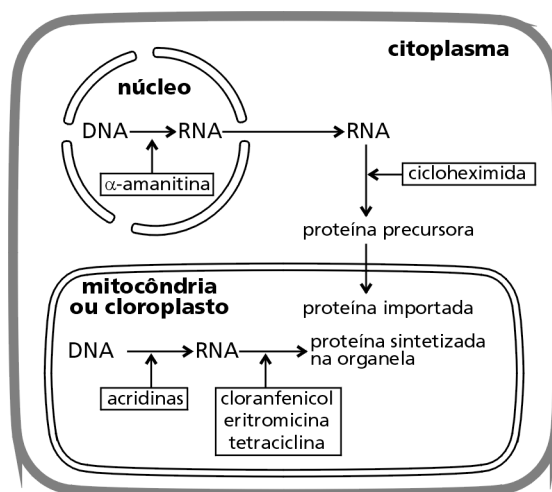 citoplasma
núcleo
DNA
RNA
RNA
α-amanitina
cicloheximida
proteína precursora
mitocôndria
ou cloroplasto
proteína importada
DNA
RNA
proteína sintetizada
na organela
acridinas
cloranfenicol
eritromicina
tetraciclina